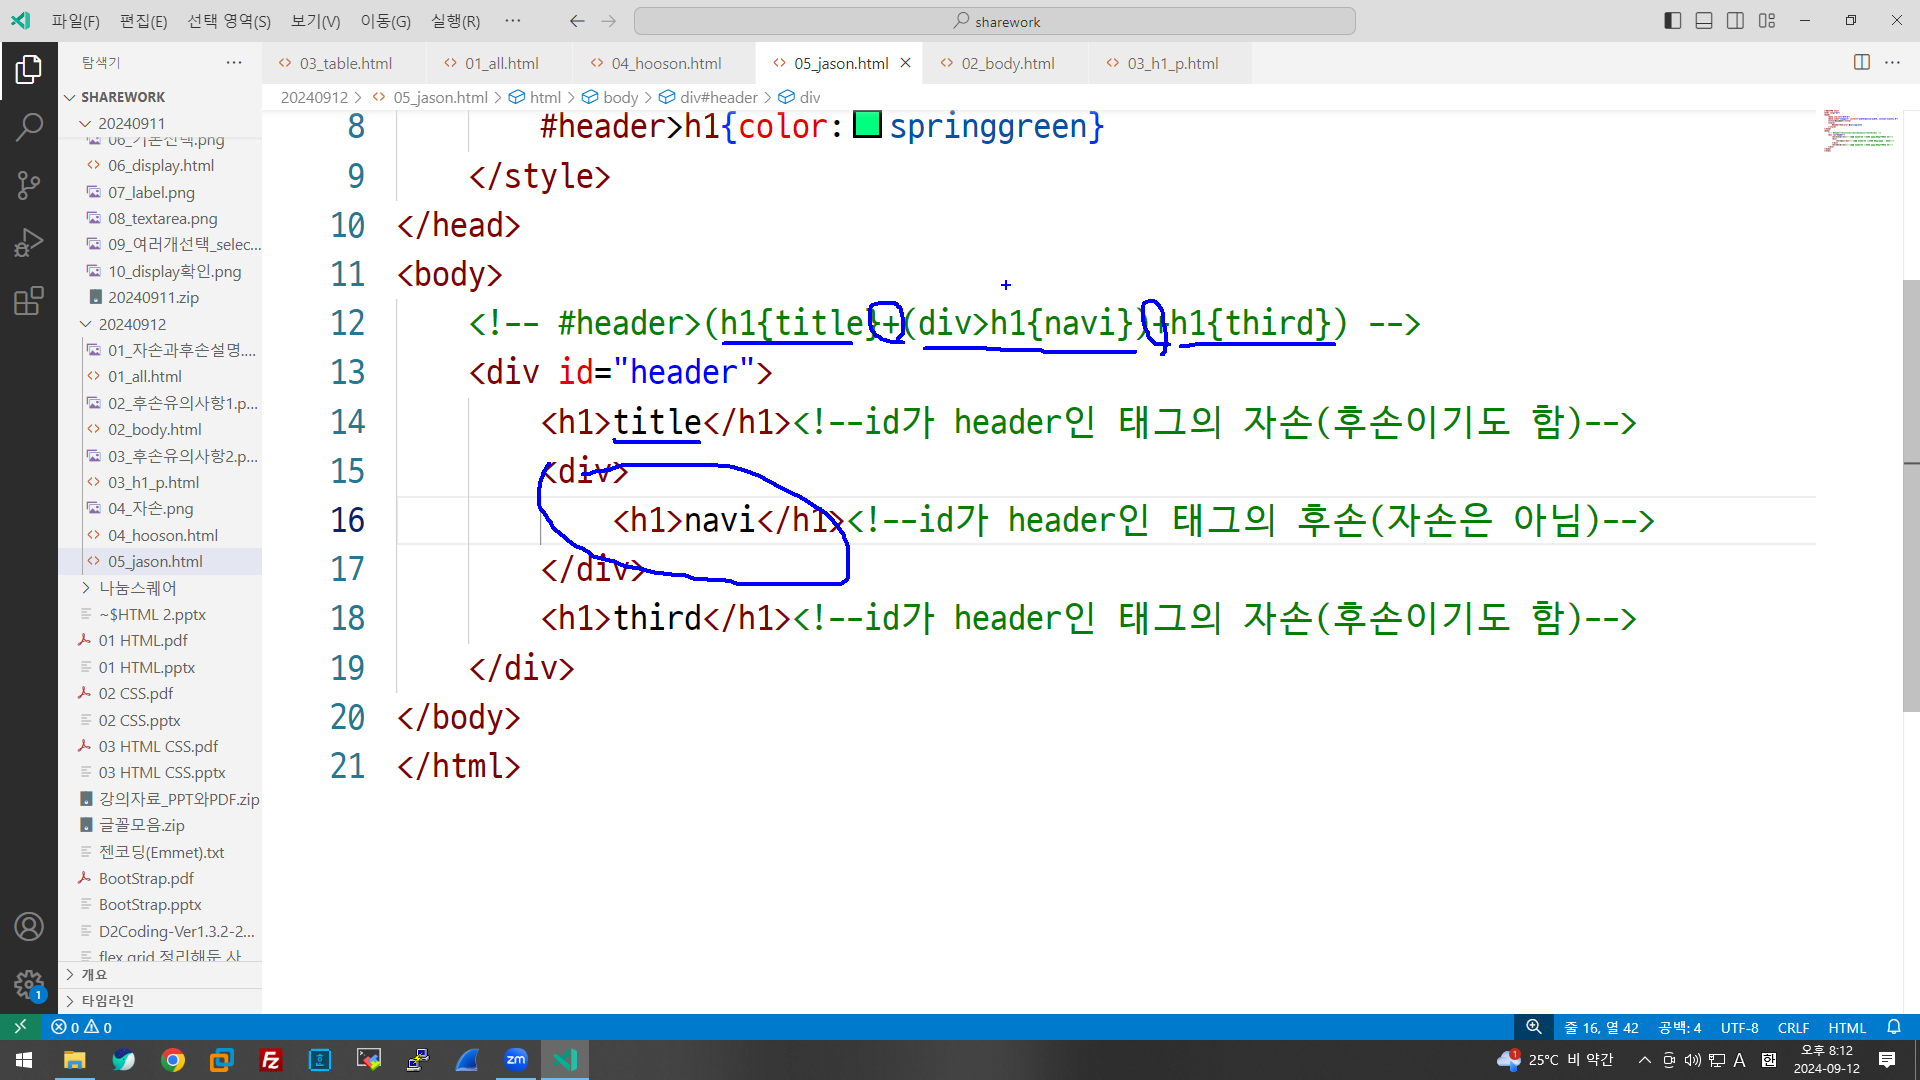 파일(F) 편집(E) 선택 영역(S) 보기(V) 이동(G) 실행(R) ··· sharework
탐색기 ···
03_table.html 01_all.html 04_hooson.html 05_jason.html 02_body.html 03_h1_p.html
20240912 > 05_jason.html > html > body > div#header > div
SHAREWORK
20240911
06_기본선택.png
06_display.html
07_label.png
08_textarea.png
09_여러개선택_selec...
10_display확인.png
20240911.zip
20240912
01_자손과후손설명....
01_all.html
02_후손유의사항1.p...
02_body.html
03_후손유의사항2.p...
03_h1_p.html
04_자손.png
04_hooson.html
05_jason.html
나눔스퀘어
~$HTML 2.pptx
01 HTML.pdf
01 HTML.pptx
02 CSS.pdf
02 CSS.pptx
03 HTML CSS.pdf
03 HTML CSS.pptx
강의자료_PPT와PDF.zip
글꼴모음.zip
젠코딩(Emmet).txt
BootStrap.pdf
BootStrap.pptx
D2Coding-Ver1.3.2-2...
flex grid 정리해둔 사
개요
타임라인
8 #header>h1{color:springgreen}
9 </style>
10 </head>
11 <body>
12 <!-- #header>(h1{title}+(div>h1{navi})+h1{third}) -->
13 <div id="header">
14 <h1>title</h1><!--id가 header인 태그의 자손(후손이기도 함)-->
15 <div>
16 <h1>navi</h1><!--id가 header인 태그의 후손(자손은 아님)-->
17 </div>
18 <h1>third</h1><!--id가 header인 태그의 자손(후손이기도 함)-->
19 </div>
20 </body>
21 </html>
1
0 0 줄 16, 열 42 공백: 4 UTF-8 CRLF HTML
zm 1 25°C 비 약간 A 한 오후 8:12
2024-09-12